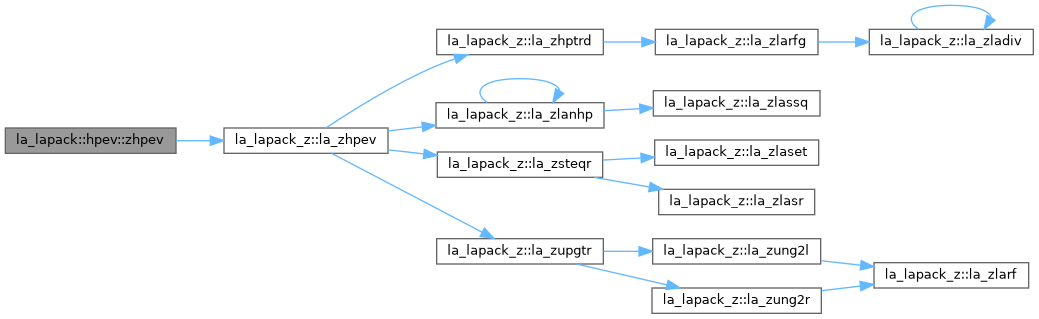 la_lapack::hpev::zhpev
la_lapack_z::la_zhpev
la_lapack_z::la_zhptrd
la_lapack_z::la_zlarfg
la_lapack_z::la_zladiv
la_lapack_z::la_zlanhp
la_lapack_z::la_zlassq
la_lapack_z::la_zsteqr
la_lapack_z::la_zlaset
la_lapack_z::la_zlasr
la_lapack_z::la_zupgtr
la_lapack_z::la_zung2l
la_lapack_z::la_zung2r
la_lapack_z::la_zlarf